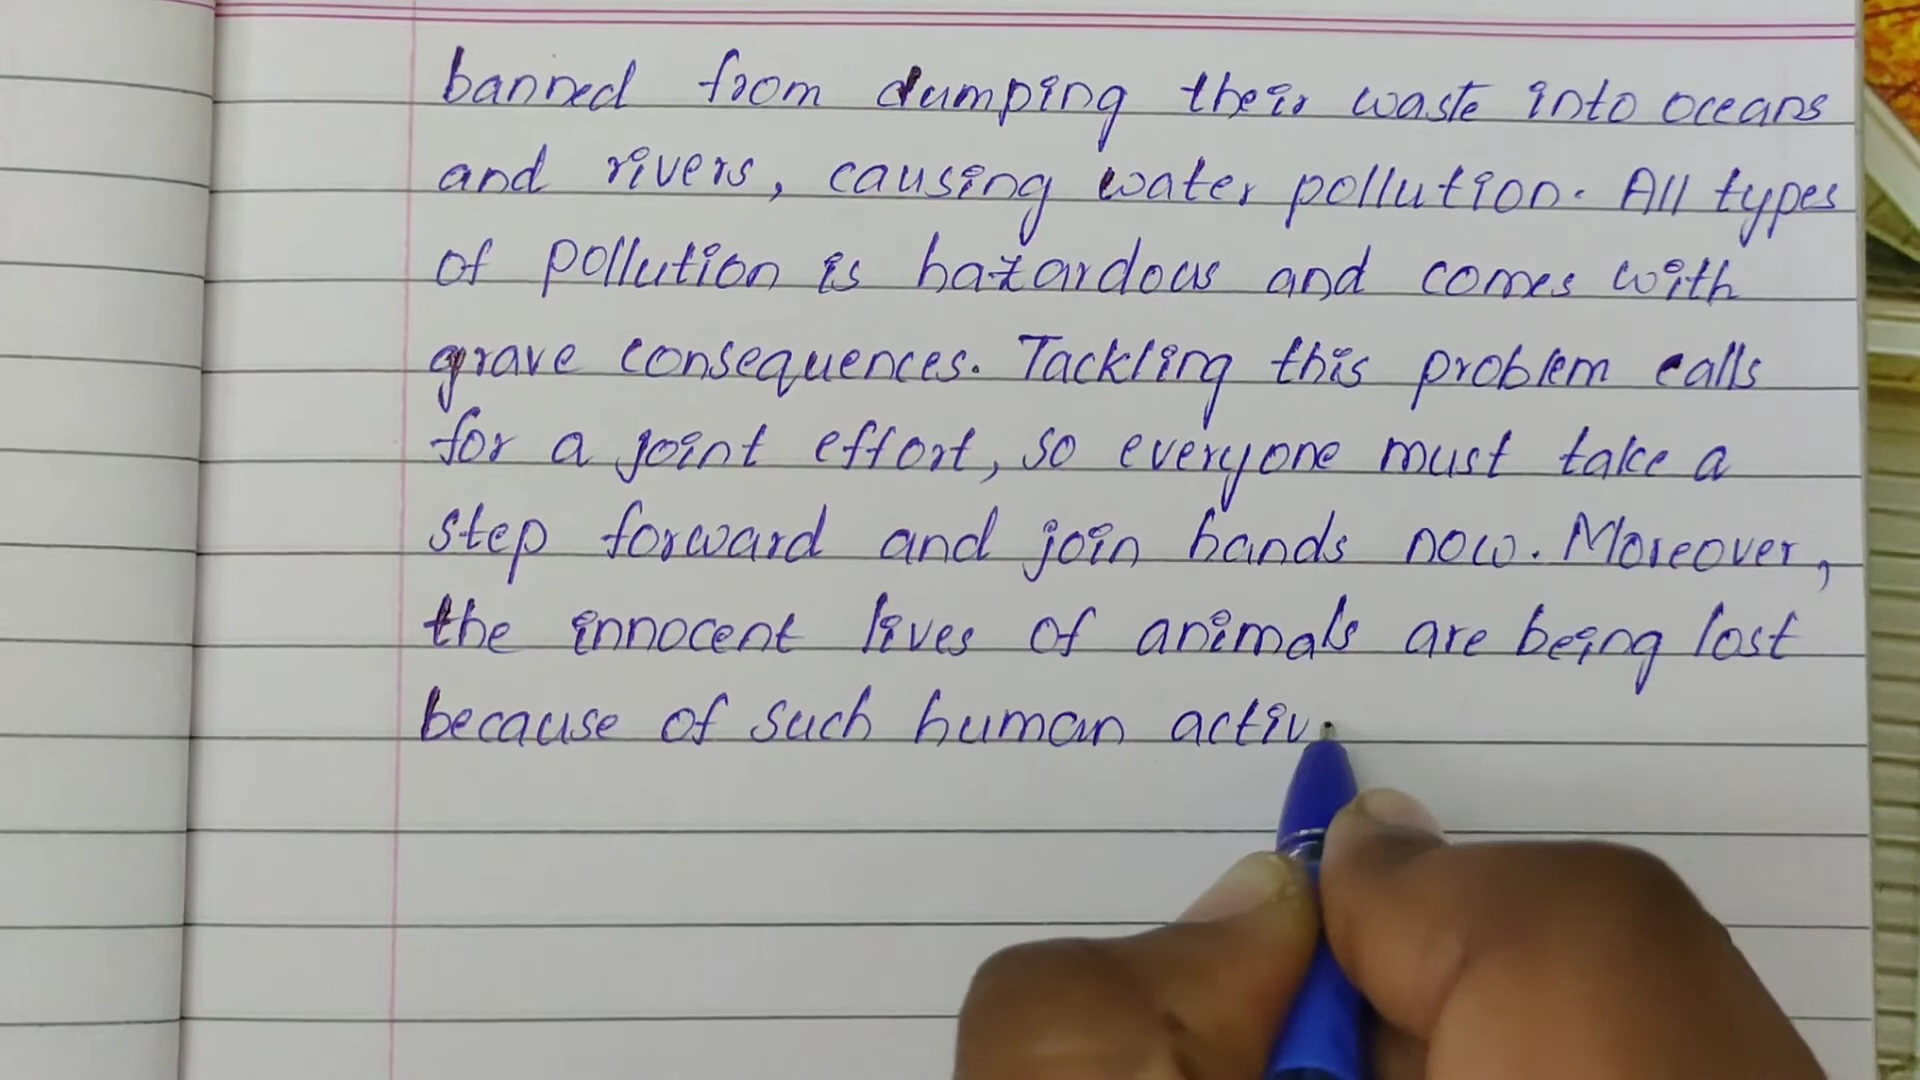 banned from dumping their waste into oceans
and rivers, causing water pollution. All types
of pollution is hazardous and comes with
grave consequences. Tackling this problem calls
for a joint effort, so everyone must take a
step forward and join hands now. Moreover,
the innocent lives of animals are being lost
because of such human activ